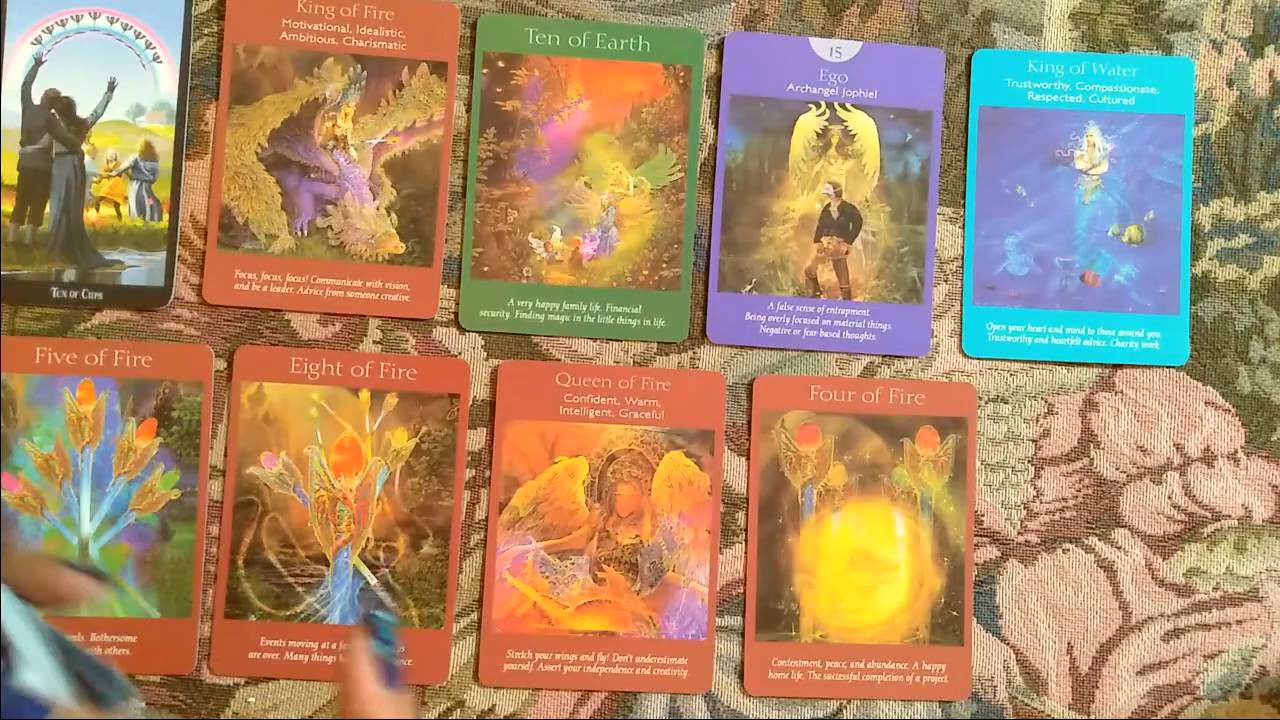 Ten of Cups
King of Fire
Motivational, Idealistic,
Ambitious, Charismatic
Focus, focus, focus! Communicate with vision,
and be a leader. Advice from someone creative.
Ten of Earth
A very happy family life. Financial
security. Finding magic in the little things in life.
15
Ego
Archangel Jophiel
A false sense of entrapment.
Being overly focused on material things.
Negative or fear-based thoughts.
King of Water
Trustworthy, Compassionate,
Respected, Cultured
Open your heart and mind to those around you.
Trustworthy and heartfelt advice. Charity work
Five of Fire
Bothersome
with others.
Eight of Fire
Events moving at a
are over. Many things
Queen of Fire
Confident, Warm,
Intelligent, Graceful
Stretch your wings and fly! Don't underestimate
yourself. Assert your independence and creativity.
Four of Fire
Contentment, peace, and abundance. A happy
home life. The successful completion of a project.